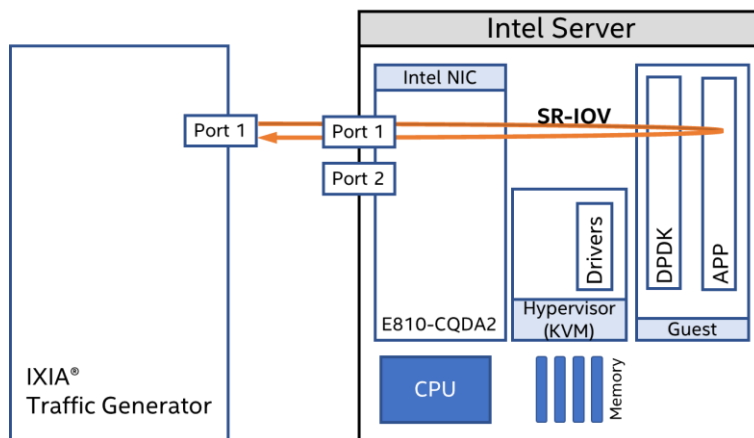 Intel Server
Intel NIC
Port 1
Port 1
SR-IOV
Port 2
Drivers
DPDK
APP
E810-CQDA2
Hypervisor
(KVM)
Guest
IXIA®
Traffic Generator
CPU
Memory